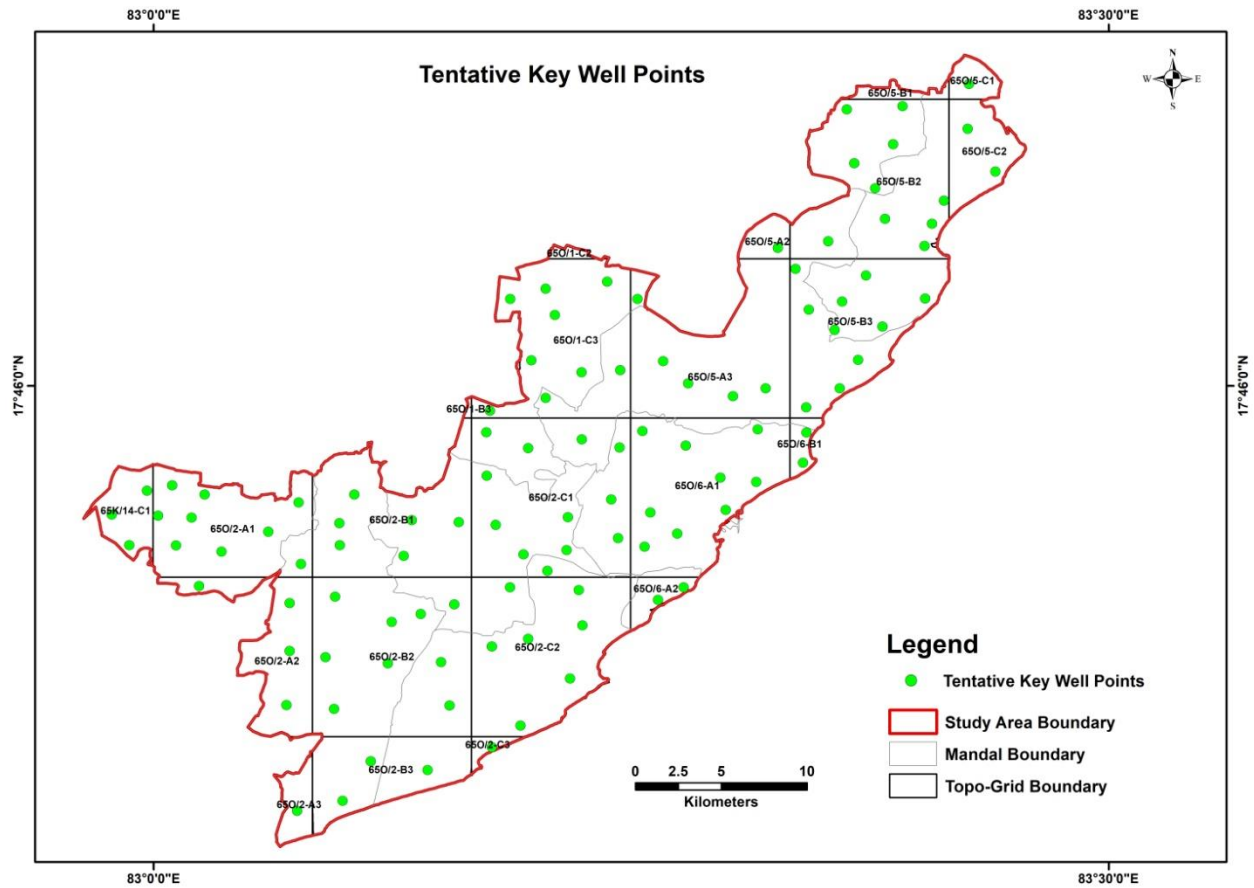 83°0'0"E
83°30'0"E
Tentative Key Well Points
N
W
E
S
65O/5-C1
65O/5-B1
65O/5-C2
65O/5-B2
65O/5-A2
65O/1-C2
65O/5-B3
65O/1-C3
65O/5-A3
17°46'0"N
17°46'0"N
65O/1-B3
65O/6-B1
65O/6-A1
65O/2-C1
65K/14-C1
65O/2-B1
65O/2-A1
65O/6-A2
65O/2-C2
65O/2-B2
65O/2-A2
Legend
Tentative Key Well Points
Study Area Boundary
Mandal Boundary
Topo-Grid Boundary
65O/2-C3
65O/2-B3
65O/2-A3
0 2.5 5 10
Kilometers
83°0'0"E
83°30'0"E